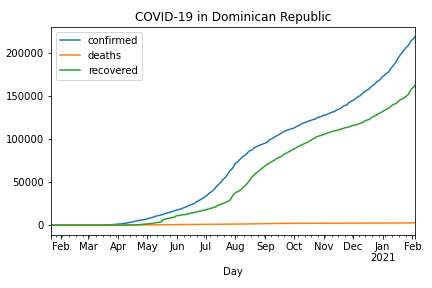 COVID-19 in Dominican Republic
confirmed
deaths
recovered
200000
150000
100000
50000
0
Feb Mar Apr May Jun Jul Aug Sep Oct Nov Dec Jan Feb
2021
Day